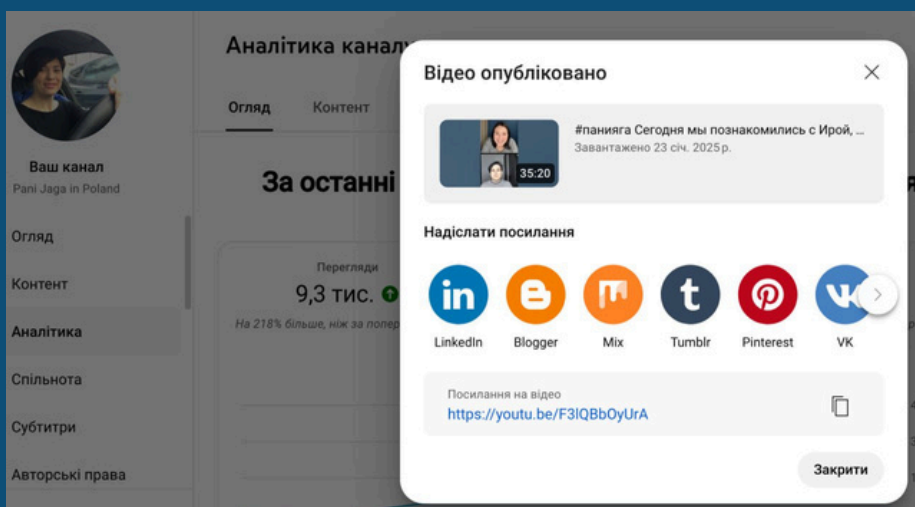 Аналітика каналу
Огляд
Контент
Ваш канал
Pani Jaga in Poland
Огляд
Контент
Аналітика
Спільнота
Субтитри
Авторські права
За останні
Перегляди
9,3 тис.
На 218% більше, ніж за попер
Відео опубліковано
#панияга Сегодня мы познакомились с Ирой, ...
Завантажено 23 січ. 2025 р.
35:20
Надіслати посилання
in
B
t
LinkedIn
Blogger
Mix
Tumblr
Pinterest
VK
Посилання на відео
https://youtu.be/F3lQBbOyUrA
Закрити